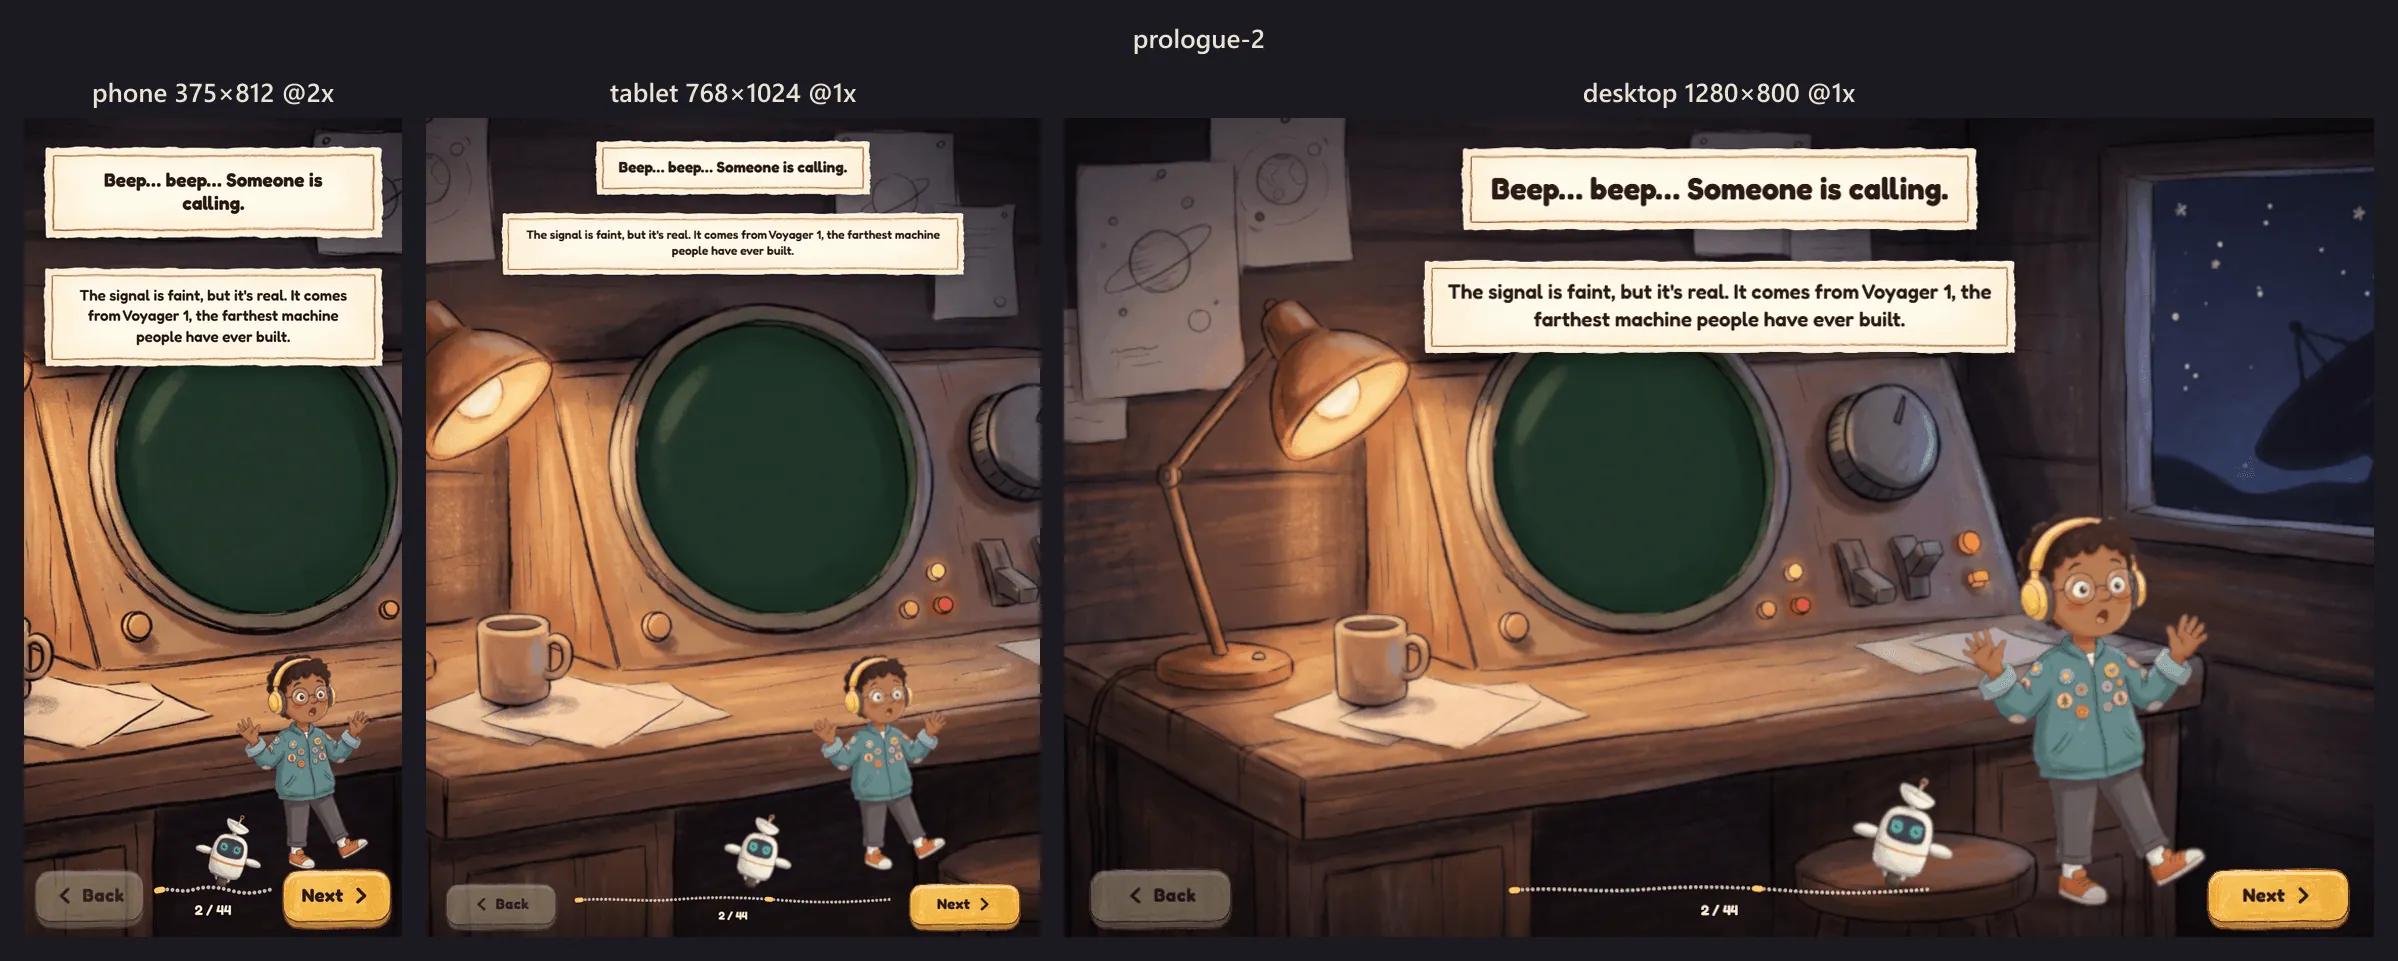 prologue-2
phone 375×812 @2x
Beep... beep... Someone is
calling.
The signal is faint, but it's real. It comes
from Voyager 1, the farthest machine
people have ever built.
Back
2 / 44
Next
tablet 768×1024 @1x
Beep... beep... Someone is calling.
The signal is faint, but it's real. It comes from Voyager 1, the farthest machine
people have ever built.
Back
2 / 44
Next
desktop 1280×800 @1x
Beep... beep... Someone is calling.
The signal is faint, but it's real. It comes from Voyager 1, the
farthest machine people have ever built.
Back
2 / 44
Next